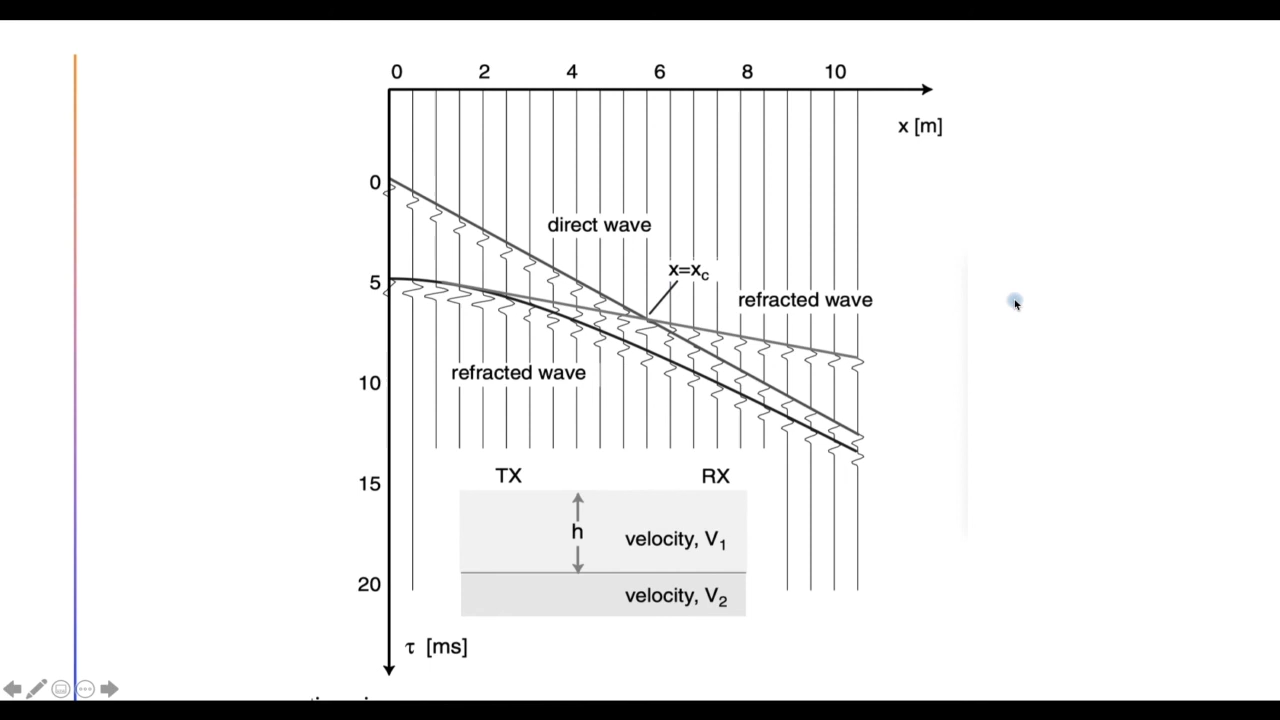 0 2 4 6 8 10
x [m]
0
direct wave
x=xc
5
refracted wave
refracted wave
10
TX RX
15
h
velocity, V1
20
velocity, V2
τ [ms]